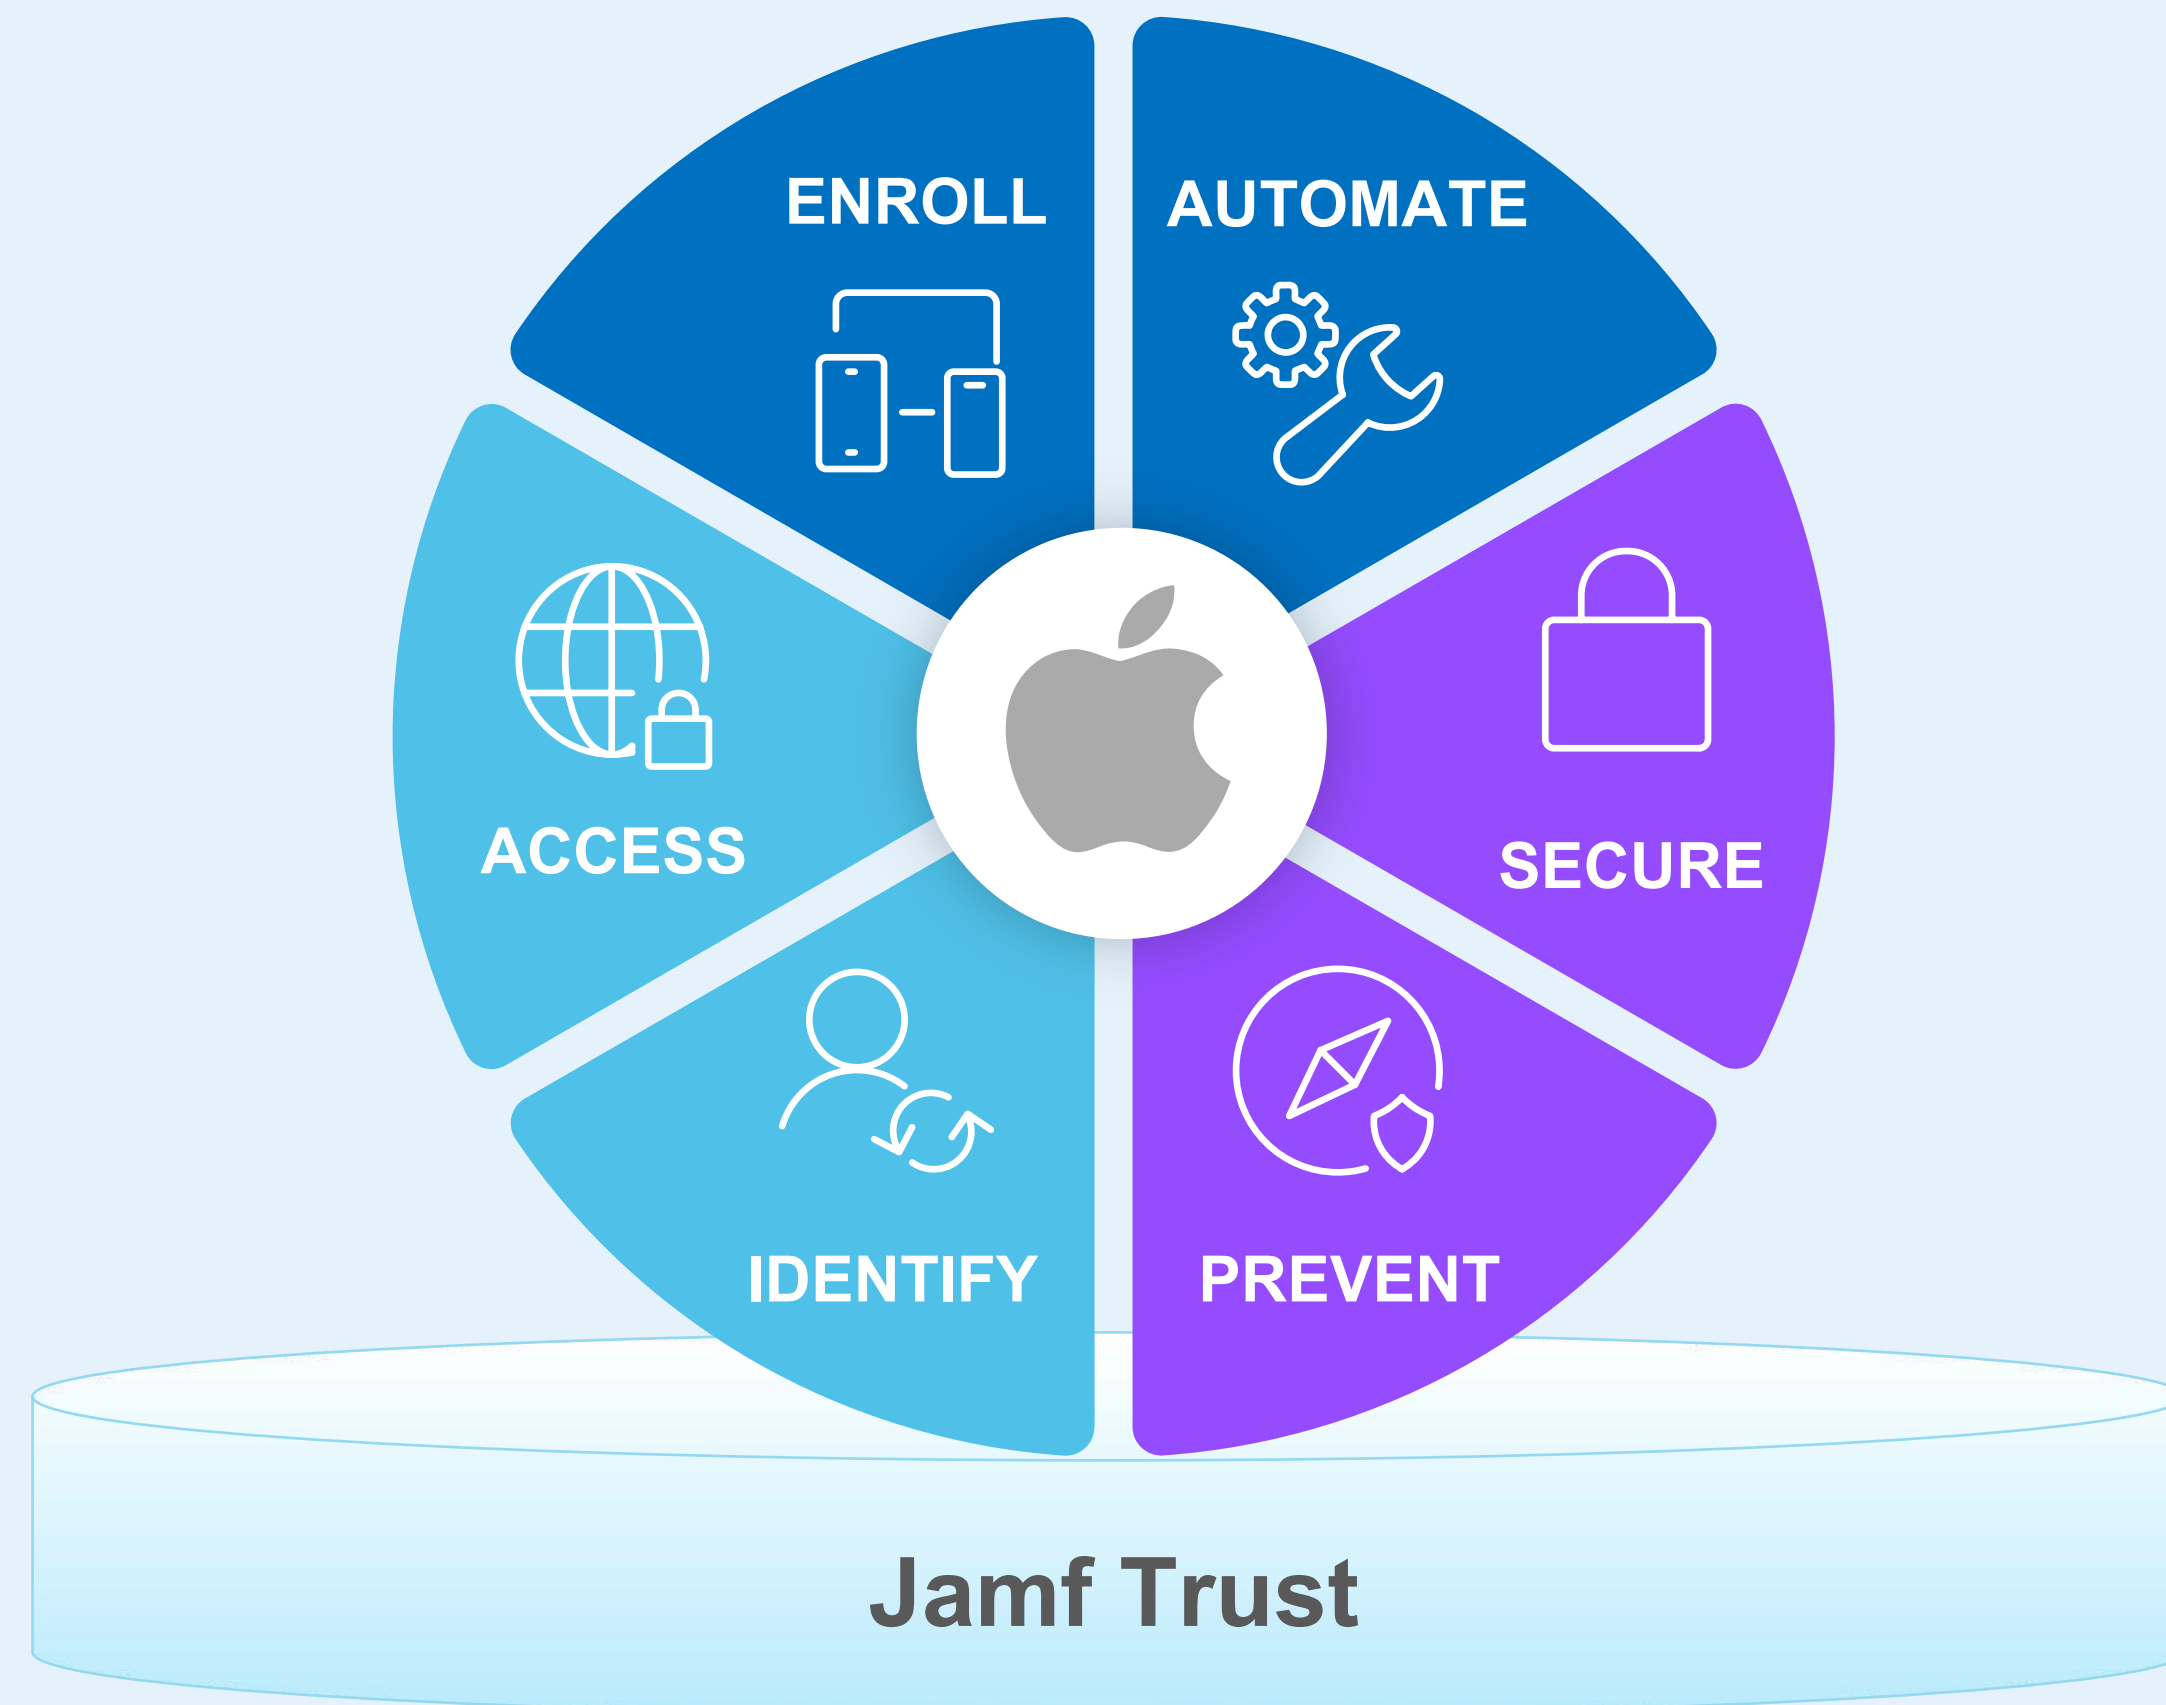 ENROLL
AUTOMATE
ACCESS
SECURE
IDENTIFY
PREVENT
Jamf Trust